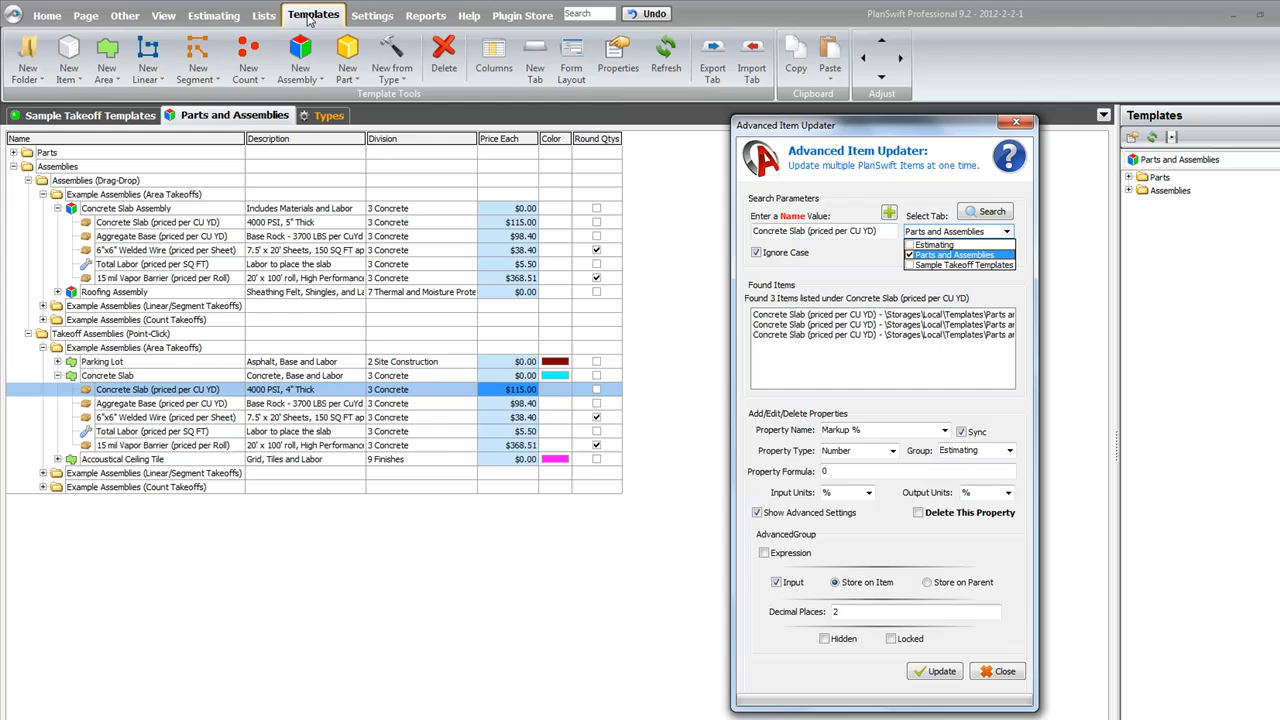 Home Page Other View Estimating Lists Templates Settings Reports Help Plugin Store Search Undo
PlanSwift Professional 9.2 - 2012-2-2-1
New Folder New Item New Area New Linear New Segment New Count New Assembly New Part New from Type Delete Columns New Tab Form Layout Properties Refresh Export Tab Import Tab Copy Paste
Template Tools Clipboard Adjust
Sample Takeoff Templates Parts and Assemblies Types
Name Description Division Price Each Color Round Qtys
Parts
Assemblies
Assemblies (Drag-Drop)
Example Assemblies (Area Takeoffs)
Concrete Slab Assembly Includes Materials and Labor 3 Concrete $0.00
Concrete Slab (priced per CU YD) 4000 PSI, 5" Thick 3 Concrete $115.00
Aggregate Base (priced per CU YD) Base Rock - 3700 LBS per CuYd 3 Concrete $98.40
6"x6" Welded Wire (priced per Sheet) 7.5' x 20' Sheets, 150 SQ FT ap 3 Concrete $38.40
Total Labor (priced per SQ FT) Labor to place the slab 3 Concrete $5.50
15 mil Vapor Barrier (priced per Roll) 20' x 100' roll, High Performance 3 Concrete $368.51
Roofing Assembly Sheathing Felt, Shingles, and La 7 Thermal and Moisture Prote $0.00
Example Assemblies (Linear/Segment Takeoffs)
Example Assemblies (Count Takeoffs)
Takeoff Assemblies (Point-Click)
Example Assemblies (Area Takeoffs)
Parking Lot Asphalt, Base and Labor 2 Site Construction $0.00
Concrete Slab Concrete, Base and Labor 3 Concrete $0.00
Concrete Slab (priced per CU YD) 4000 PSI, 4" Thick 3 Concrete $115.00
Aggregate Base (priced per CU YD) Base Rock - 3700 LBS per CuYd 3 Concrete $98.40
6"x6" Welded Wire (priced per Sheet) 7.5' x 20' Sheets, 150 SQ FT ap 3 Concrete $38.40
Total Labor (priced per SQ FT) Labor to place the slab 3 Concrete $5.50
15 mil Vapor Barrier (priced per Roll) 20' x 100' roll, High Performance 3 Concrete $368.51
Accoustical Ceiling Tile Grid, Tiles and Labor 9 Finishes $0.00
Example Assemblies (Linear/Segment Takeoffs)
Example Assemblies (Count Takeoffs)
Advanced Item Updater
Advanced Item Updater:
Update multiple PlanSwift Items at one time.
Search Parameters
Enter a Name Value: Select Tab: Search
Concrete Slab (priced per CU YD) Parts and Assemblies
Ignore Case
Estimating
Parts and Assemblies
Sample Takeoff Templates
Found Items
Found 3 Items listed under Concrete Slab (priced per CU YD)
Concrete Slab (priced per CU YD) - \Storages\Local\Templates\Parts ar
Concrete Slab (priced per CU YD) - \Storages\Local\Templates\Parts ar
Concrete Slab (priced per CU YD) - \Storages\Local\Templates\Parts ar
Add/Edit/Delete Properties
Property Name: Markup % Sync
Property Type: Number Group: Estimating
Property Formula: 0
Input Units: % Output Units: %
Show Advanced Settings Delete This Property
AdvancedGroup
Expression
Input Store on Item Store on Parent
Decimal Places: 2
Hidden Locked
Update Close
Templates
Parts and Assemblies
Parts
Assemblies